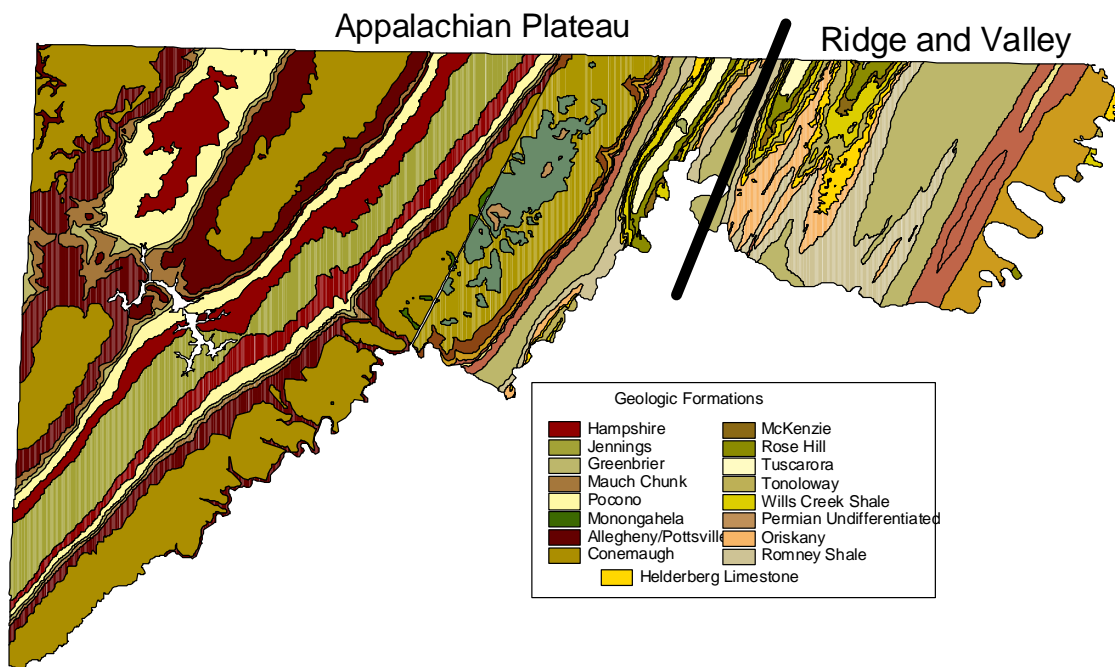 Appalachian Plateau
Ridge and Valley
Geologic Formations
Hampshire
Jennings
Greenbrier
Mauch Chunk
Pocono
Monongahela
Allegheny/Pottsville
Conemaugh
McKenzie
Rose Hill
Tuscarora
Tonoloway
Wills Creek Shale
Permian Undifferentiated
Oriskany
Romney Shale
Helderberg Limestone